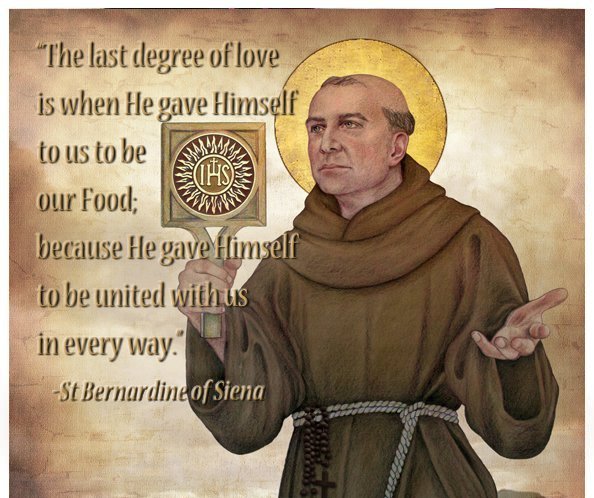 “The last degree of love
is when He gave Himself
to us to be
our Food;
because He gave Himself
to be united with us
in every way.”
-St Bernardine of Siena
IHS